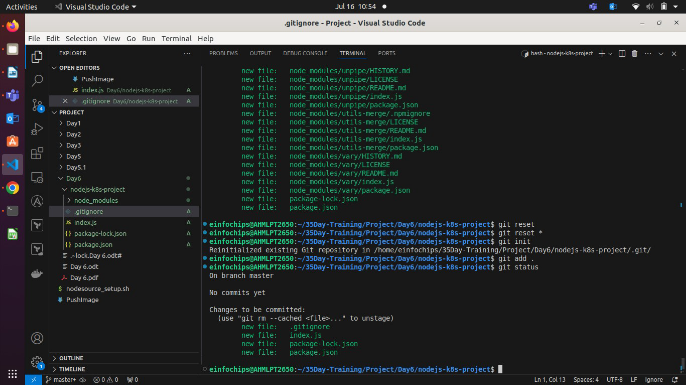 Activities
Visual Studio Code
Jul 16 10:54
.gitignore - Project - Visual Studio Code
File Edit Selection View Go Run Terminal Help
EXPLORER
OPEN EDITORS
PushImage
index.js Day6/nodejs-k8s-project A
.gitignore Day6/nodejs-k8s-project A
PROJECT
Day1
Day2
Day3
Day5
Day5.1
Day6
nodejs-k8s-project
node_modules
.gitignore A
index.js A
package-lock.json A
package.json A
.~lock.Day 6.odt#
Day 6.odt
Day 6.pdf
nodesource_setup.sh
PushImage
OUTLINE
TIMELINE
PROBLEMS OUTPUT DEBUG CONSOLE TERMINAL PORTS
bash - nodejs-k8s-project
new file: node_modules/unpipe/HISTORY.md
new file: node_modules/unpipe/LICENSE
new file: node_modules/unpipe/README.md
new file: node_modules/unpipe/index.js
new file: node_modules/unpipe/package.json
new file: node_modules/utils-merge/.npmignore
new file: node_modules/utils-merge/LICENSE
new file: node_modules/utils-merge/README.md
new file: node_modules/utils-merge/index.js
new file: node_modules/utils-merge/package.json
new file: node_modules/vary/HISTORY.md
new file: node_modules/vary/LICENSE
new file: node_modules/vary/README.md
new file: node_modules/vary/index.js
new file: node_modules/vary/package.json
new file: package-lock.json
new file: package.json
einfochips@AHMLPT2650:~/35Day-Training/Project/Day6/nodejs-k8s-project$ git reset
einfochips@AHMLPT2650:~/35Day-Training/Project/Day6/nodejs-k8s-project$ git reset *
einfochips@AHMLPT2650:~/35Day-Training/Project/Day6/nodejs-k8s-project$ git init
Reinitialized existing Git repository in /home/einfochips/35Day-Training/Project/Day6/nodejs-k8s-project/.git/
einfochips@AHMLPT2650:~/35Day-Training/Project/Day6/nodejs-k8s-project$ git add .
einfochips@AHMLPT2650:~/35Day-Training/Project/Day6/nodejs-k8s-project$ git status
On branch master
No commits yet
Changes to be committed:
(use "git rm --cached <file>..." to unstage)
new file: .gitignore
new file: index.js
new file: package-lock.json
new file: package.json
einfochips@AHMLPT2650:~/35Day-Training/Project/Day6/nodejs-k8s-project$
master+ 0 0 0
Ln 1, Col 13 Spaces: 4 UTF-8 LF Ignore